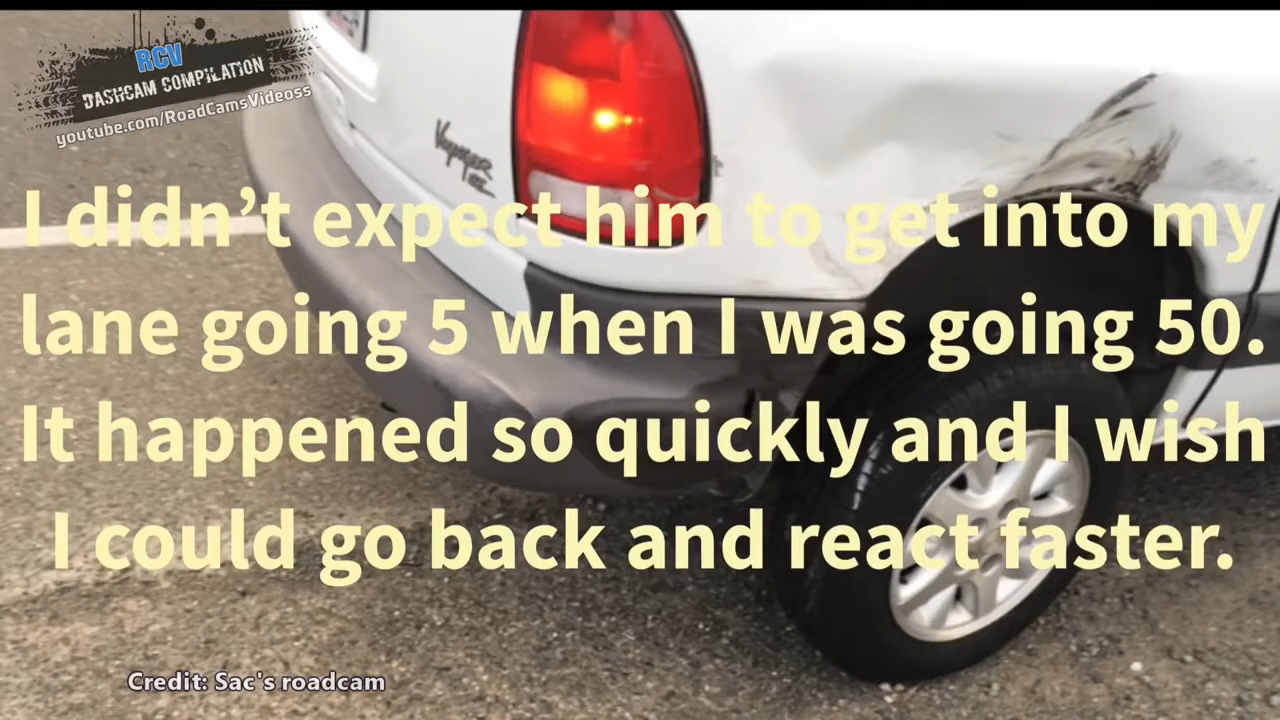 RCV
DASHCAM COMPILATION
youtube.com/RoadCamsVideoss
Voyager
I didn’t expect him to get into my
lane going 5 when I was going 50.
It happened so quickly and I wish
I could go back and react faster.
Credit: Sac's roadcam